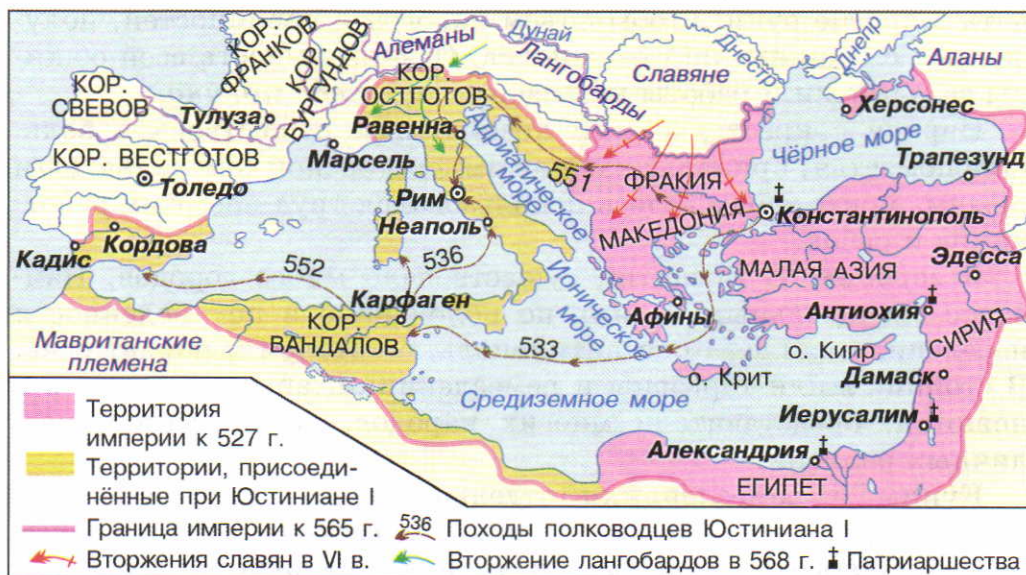 КОР.
СВЕВОВ
КОР.
ФРАНКОВ
КОР.
БУРГУНДОВ
Алеманы
Дунай
Лангобарды
Славяне
Днестр
Днепр
Аланы
Тулуза
КОР.
ОСТГОТОВ
Херсонес
КОР. ВЕСТГОТОВ
Равенна
Марсель
Адриатическое
море
Чёрное море
Толедо
551
ФРАКИЯ
Трапезунд
Рим
МАКЕДОНИЯ
Константинополь
Кордова
Неаполь
Кадис
552
536
МАЛАЯ АЗИЯ
Эдесса
Карфаген
Ионическое
море
Афины
Антиохия
КОР.
ВАНДАЛОВ
533
СИРИЯ
Мавританские
племена
о. Кипр
о. Крит
Дамаск
Средиземное море
Иерусалим
Александрия
ЕГИПЕТ
Территория
империи к 527 г.
Территории, присоеди-
нённые при Юстиниане I
Граница империи к 565 г.
536 Походы полководцев Юстиниана I
Вторжения славян в VI в.
Вторжение лангобардов в 568 г.
Патриаршества